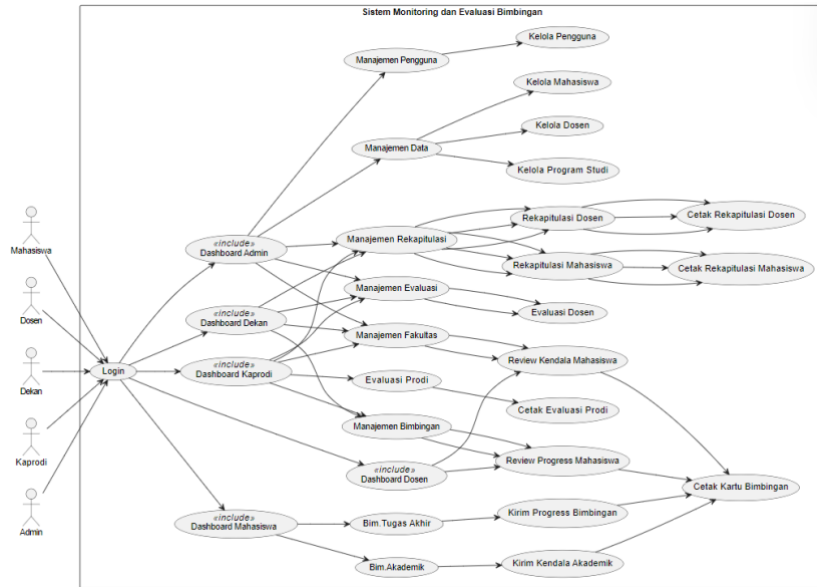 Sistem Monitoring dan Evaluasi Bimbingan
Mahasiswa
Dosen
Dekan
Kaprodi
Admin
Login
«include»
Dashboard Admin
«include»
Dashboard Dekan
«include»
Dashboard Kaprodi
«include»
Dashboard Dosen
«include»
Dashboard Mahasiswa
Manajemen Pengguna
Manajemen Data
Manajemen Rekapitulasi
Manajemen Evaluasi
Manajemen Fakultas
Evaluasi Prodi
Manajemen Bimbingan
Bim.Tugas Akhir
Bim.Akademik
Kelola Pengguna
Kelola Mahasiswa
Kelola Dosen
Kelola Program Studi
Rekapitulasi Dosen
Rekapitulasi Mahasiswa
Evaluasi Dosen
Review Kendala Mahasiswa
Cetak Evaluasi Prodi
Review Progress Mahasiswa
Kirim Progress Bimbingan
Kirim Kendala Akademik
Cetak Rekapitulasi Dosen
Cetak Rekapitulasi Mahasiswa
Cetak Kartu Bimbingan